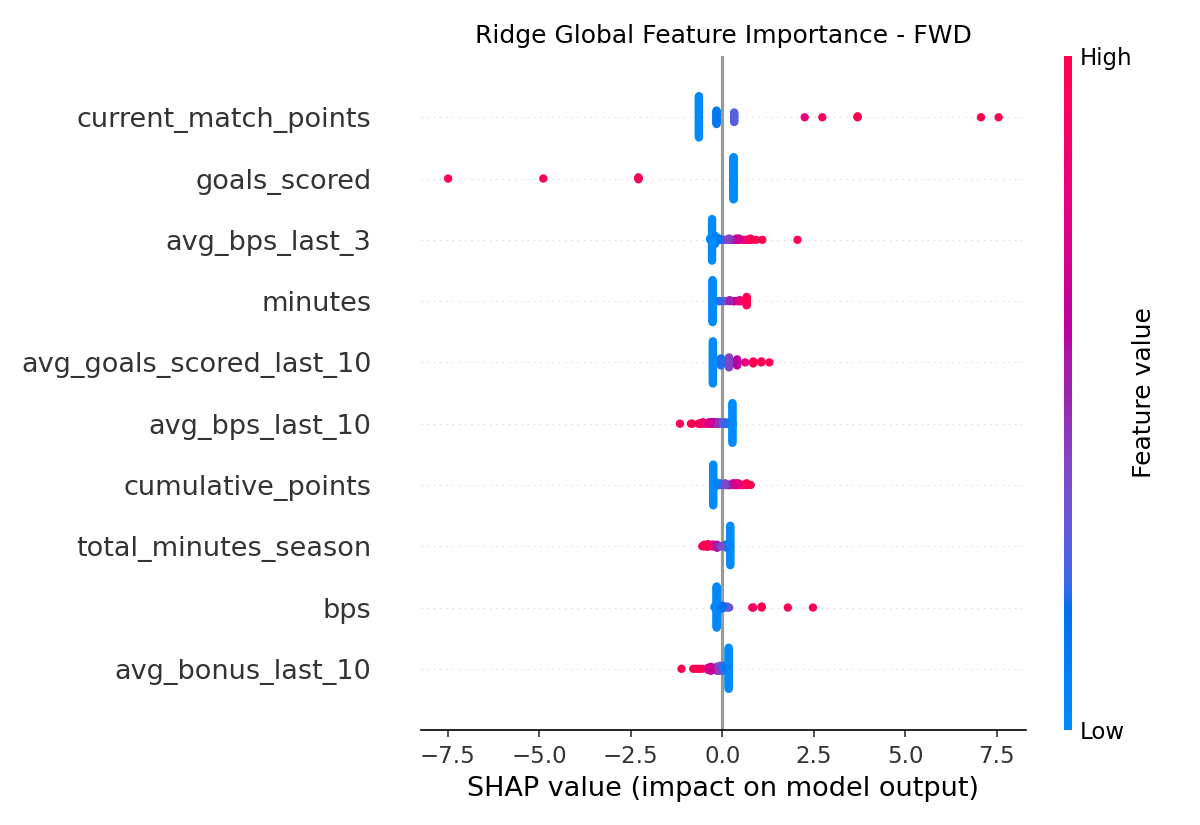 Ridge Global Feature Importance - FWD
High
current_match_points
goals_scored
avg_bps_last_3
minutes
avg_goals_scored_last_10
avg_bps_last_10
cumulative_points
total_minutes_season
bps
avg_bonus_last_10
Feature value
Low
−7.5 −5.0 −2.5 0.0 2.5 5.0 7.5
SHAP value (impact on model output)